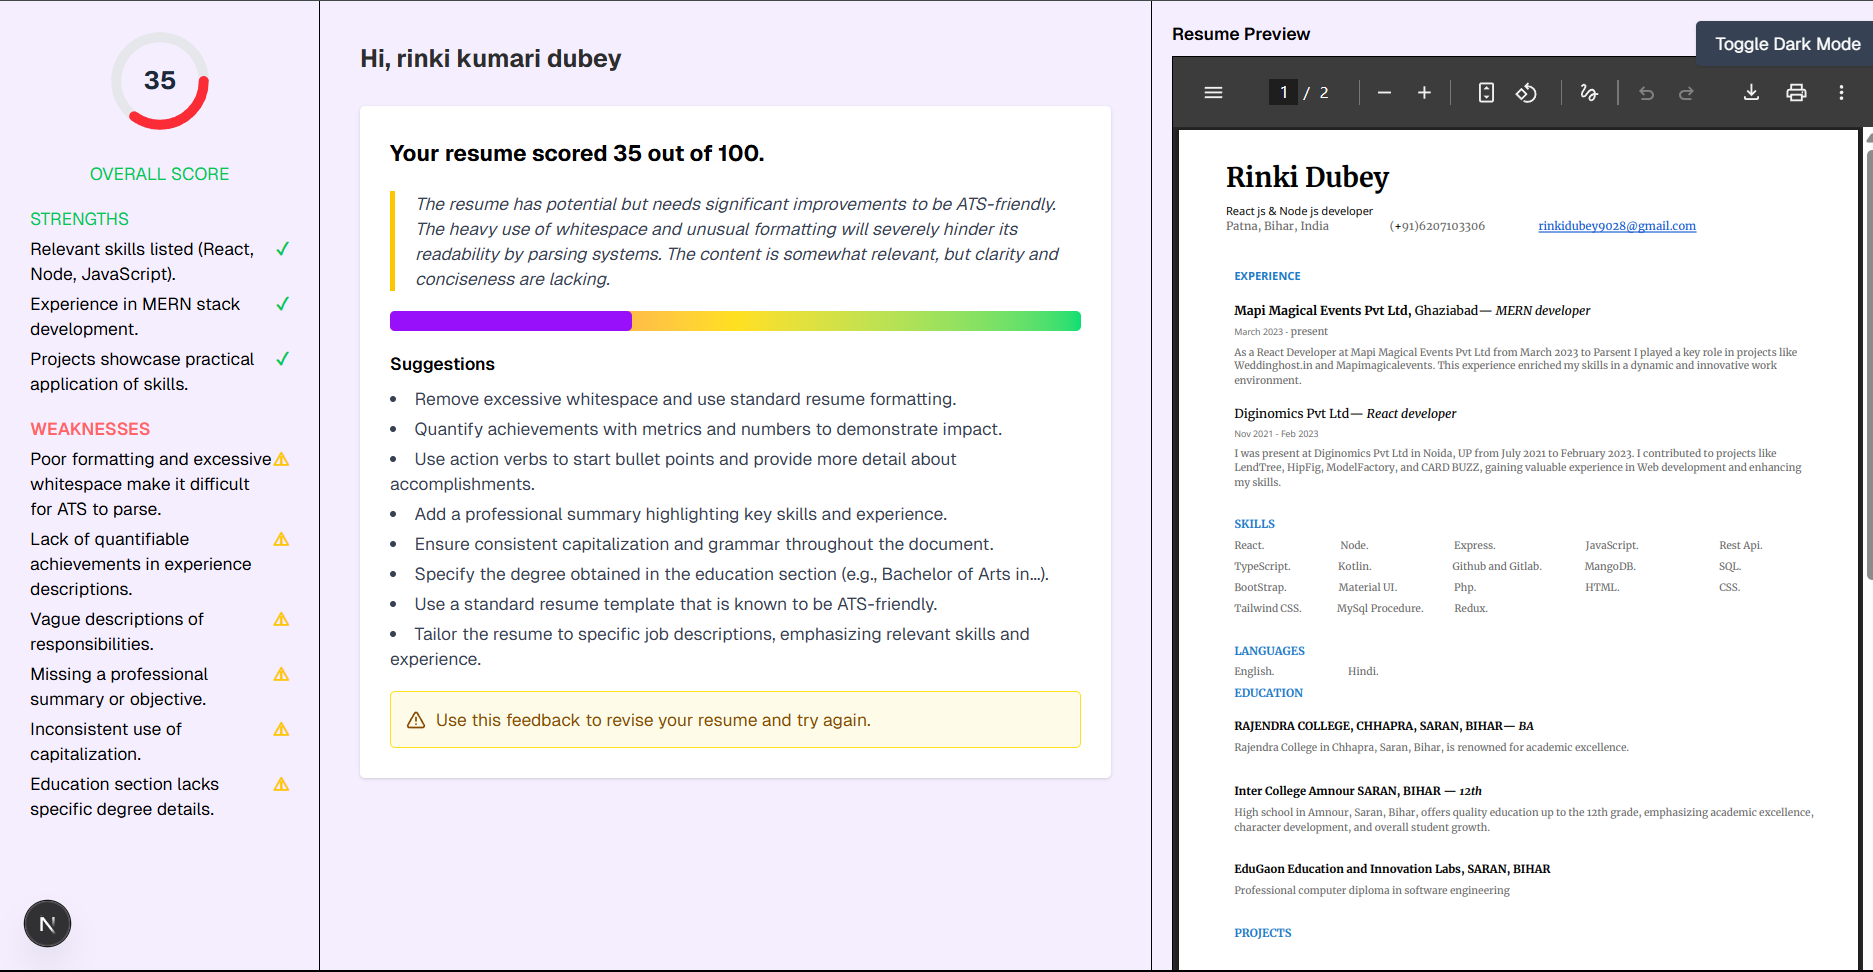 35
OVERALL SCORE
STRENGTHS
Relevant skills listed (React,
Node, JavaScript).
Experience in MERN stack
development.
Projects showcase practical
application of skills.
WEAKNESSES
Poor formatting and excessive
whitespace make it difficult
for ATS to parse.
Lack of quantifiable
achievements in experience
descriptions.
Vague descriptions of
responsibilities.
Missing a professional
summary or objective.
Inconsistent use of
capitalization.
Education section lacks
specific degree details.
N
Hi, rinki kumari dubey
Your resume scored 35 out of 100.
The resume has potential but needs significant improvements to be ATS-friendly.
The heavy use of whitespace and unusual formatting will severely hinder its
readability by parsing systems. The content is somewhat relevant, but clarity and
conciseness are lacking.
Suggestions
• Remove excessive whitespace and use standard resume formatting.
• Quantify achievements with metrics and numbers to demonstrate impact.
• Use action verbs to start bullet points and provide more detail about
accomplishments.
• Add a professional summary highlighting key skills and experience.
• Ensure consistent capitalization and grammar throughout the document.
• Specify the degree obtained in the education section (e.g., Bachelor of Arts in...).
• Use a standard resume template that is known to be ATS-friendly.
• Tailor the resume to specific job descriptions, emphasizing relevant skills and
experience.
Use this feedback to revise your resume and try again.
Resume Preview
Toggle Dark Mode
1 / 2
Rinki Dubey
React js & Node js developer
Patna, Bihar, India (+91)6207103306 rinkidubey9028@gmail.com
EXPERIENCE
Mapi Magical Events Pvt Ltd, Ghaziabad— MERN developer
March 2023 - present
As a React Developer at Mapi Magical Events Pvt Ltd from March 2023 to Parsent I played a key role in projects like
Weddinghost.in and Mapimagicalevents. This experience enriched my skills in a dynamic and innovative work
environment.
Diginomics Pvt Ltd— React developer
Nov 2021 - Feb 2023
I was present at Diginomics Pvt Ltd in Noida, UP from July 2021 to February 2023. I contributed to projects like
LendTree, HipFig, ModelFactory, and CARD BUZZ, gaining valuable experience in Web development and enhancing
my skills.
SKILLS
React. Node. Express. JavaScript. Rest Api.
TypeScript. Kotlin. Github and Gitlab. MangoDB. SQL.
BootStrap. Material UI. Php. HTML. CSS.
Tailwind CSS. MySql Procedure. Redux.
LANGUAGES
English. Hindi.
EDUCATION
RAJENDRA COLLEGE, CHHAPRA, SARAN, BIHAR— BA
Rajendra College in Chhapra, Saran, Bihar, is renowned for academic excellence.
Inter College Amnour SARAN, BIHAR — 12th
High school in Amnour, Saran, Bihar, offers quality education up to the 12th grade, emphasizing academic excellence,
character development, and overall student growth.
EduGaon Education and Innovation Labs, SARAN, BIHAR
Professional computer diploma in software engineering
PROJECTS